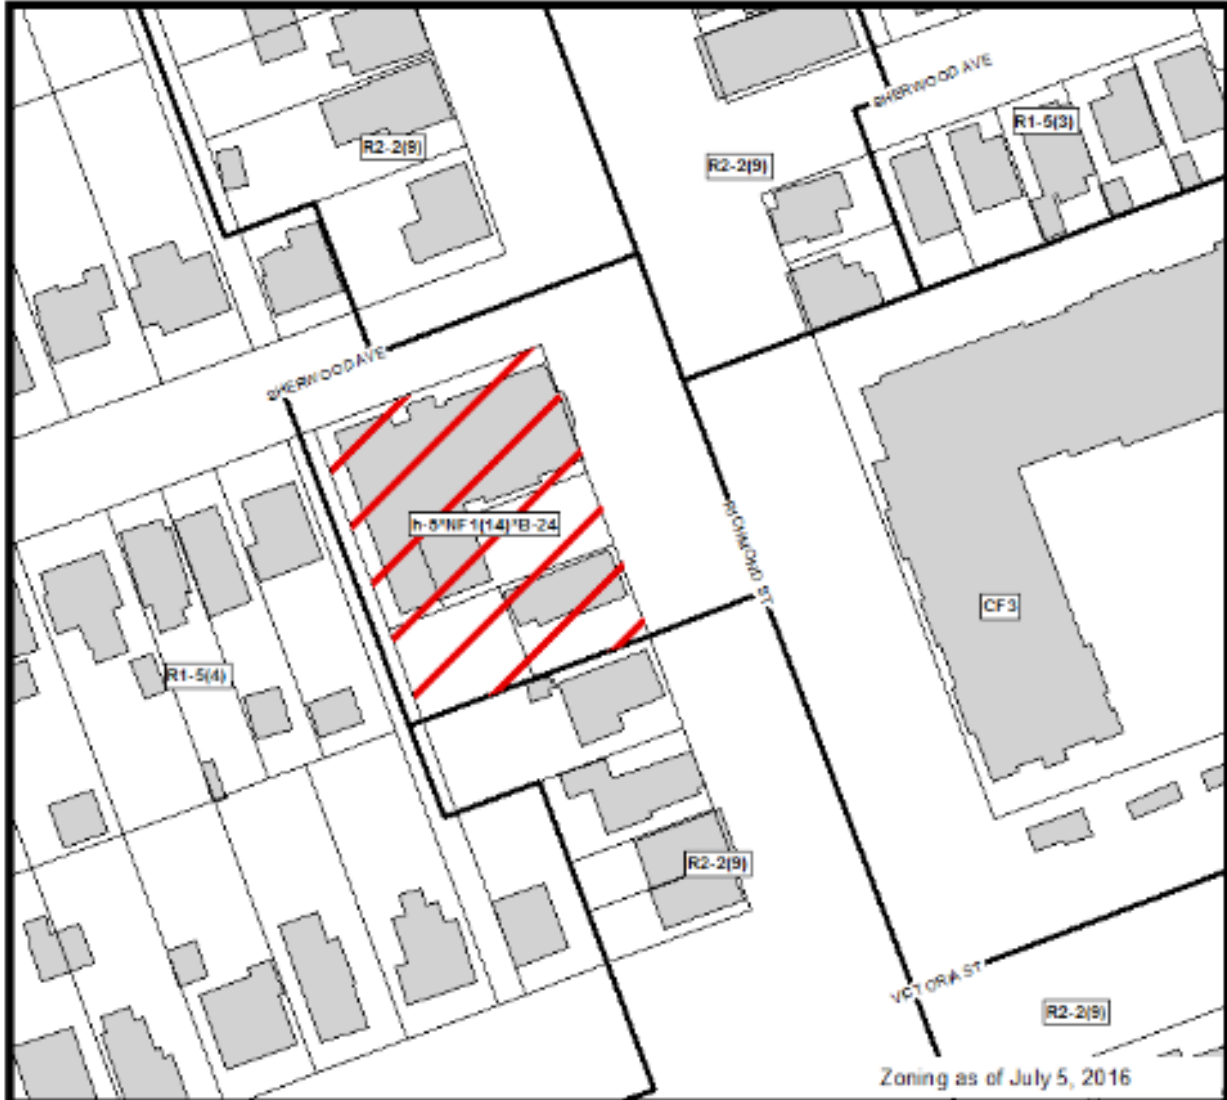 SHERWOOD AVE
R1-5(3)
R2-2(9)
R2-2(9)
SHERWOOD AVE
h-5*NF1(14)*B-24
RICHMOND ST
CF3
R1-5(4)
R2-2(9)
VICTORIA ST
R2-2(9)
Zoning as of July 5, 2016